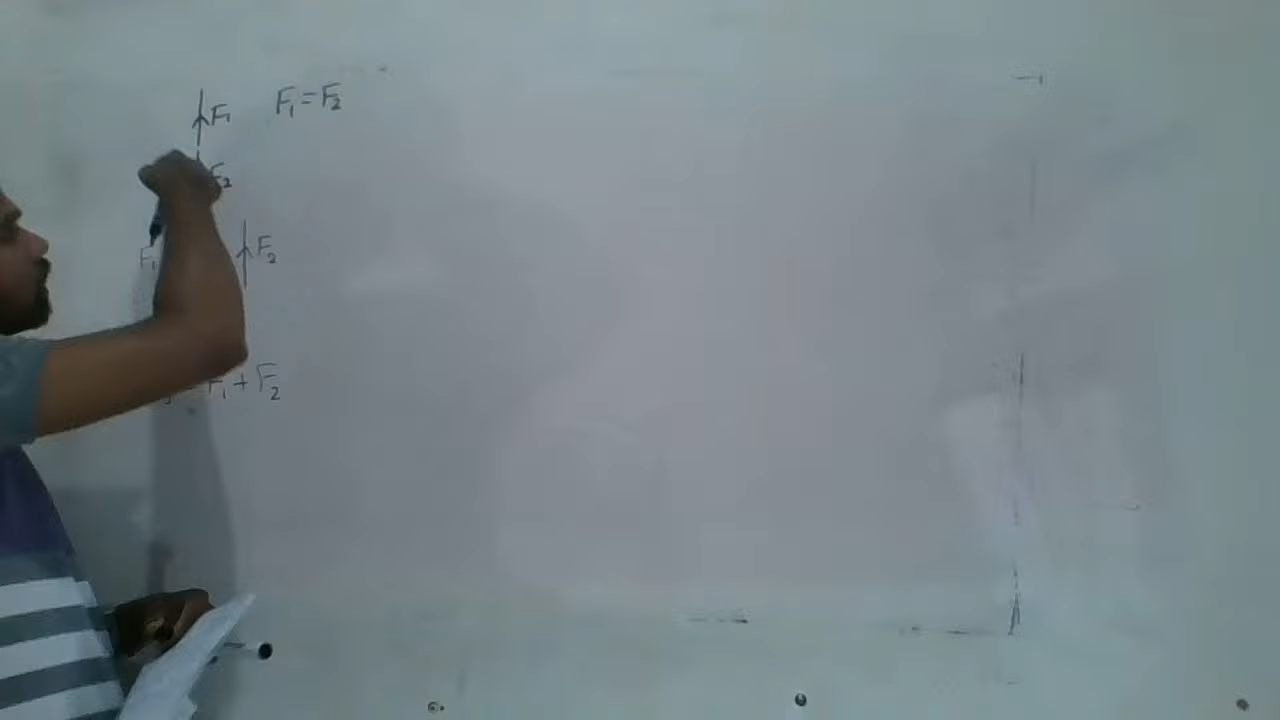 F₁ F₁=F₂
F₂
F₁ F₂
F₁ + F₂